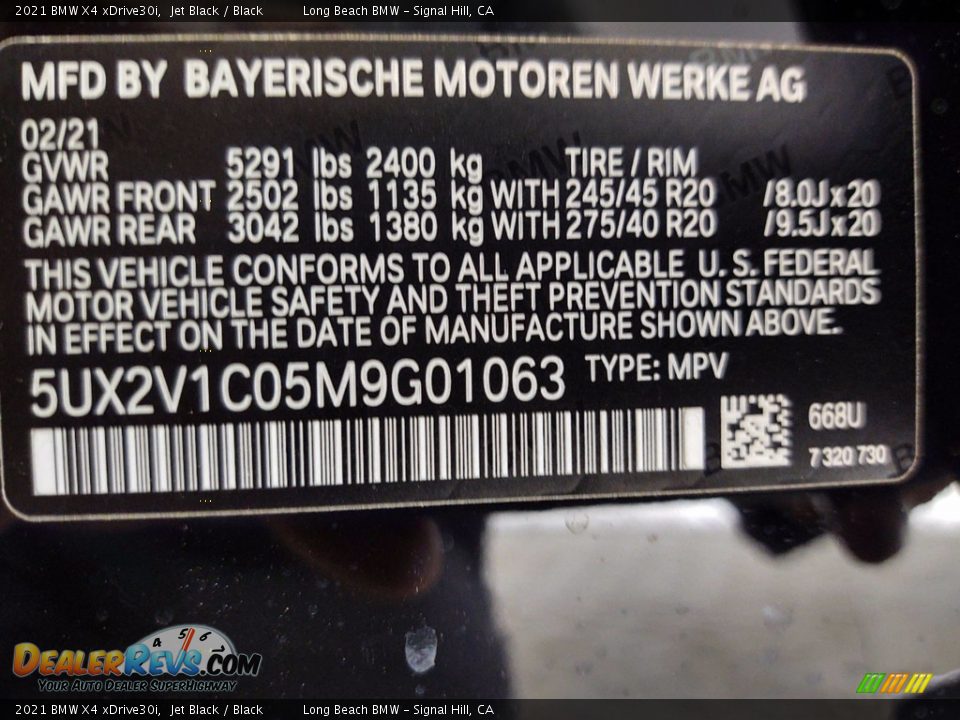 2021 BMW X4 xDrive30i, Jet Black / Black Long Beach BMW - Signal Hill, CA
MFD BY BAYERISCHE MOTOREN WERKE AG
02/21
GVWR 5291 lbs 2400 kg TIRE / RIM
GAWR FRONT 2502 lbs 1135 kg WITH 245/45 R20 /8.0J x 20
GAWR REAR 3042 lbs 1380 kg WITH 275/40 R20 /9.5J x 20
THIS VEHICLE CONFORMS TO ALL APPLICABLE U.S. FEDERAL
MOTOR VEHICLE SAFETY AND THEFT PREVENTION STANDARDS
IN EFFECT ON THE DATE OF MANUFACTURE SHOWN ABOVE.
5UX2V1C05M9G01063 TYPE: MPV
668U
7 320 730
4 5 6
DEALERREVS.COM
YOUR AUTO DEALER SUPERHIGHWAY
2021 BMW X4 xDrive30i, Jet Black / Black Long Beach BMW - Signal Hill, CA